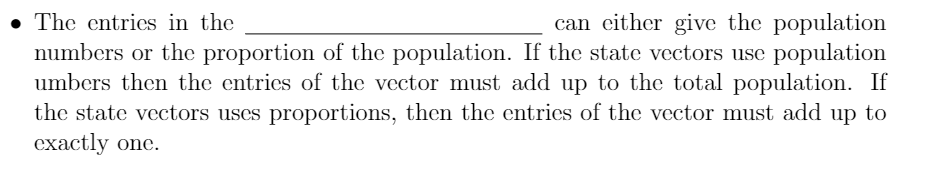 • The entries in the ______________________ can either give the population
numbers or the proportion of the population. If the state vectors use population
umbers then the entries of the vector must add up to the total population. If
the state vectors uses proportions, then the entries of the vector must add up to
exactly one.